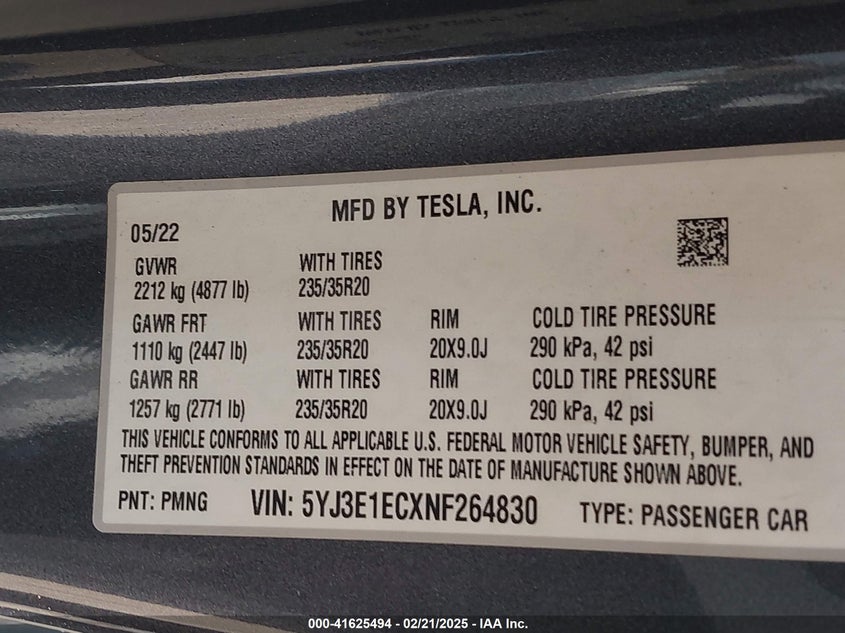 MFD BY TESLA, INC.
05/22
GVWR WITH TIRES
2212 kg (4877 lb) 235/35R20
GAWR FRT WITH TIRES RIM COLD TIRE PRESSURE
1110 kg (2447 lb) 235/35R20 20X9.0J 290 kPa, 42 psi
GAWR RR WITH TIRES RIM COLD TIRE PRESSURE
1257 kg (2771 lb) 235/35R20 20X9.0J 290 kPa, 42 psi
THIS VEHICLE CONFORMS TO ALL APPLICABLE U.S. FEDERAL MOTOR VEHICLE SAFETY, BUMPER, AND
THEFT PREVENTION STANDARDS IN EFFECT ON THE DATE OF MANUFACTURE SHOWN ABOVE.
PNT: PMNG VIN: 5YJ3E1ECXNF264830 TYPE: PASSENGER CAR
000-41625494 - 02/21/2025 - IAA Inc.